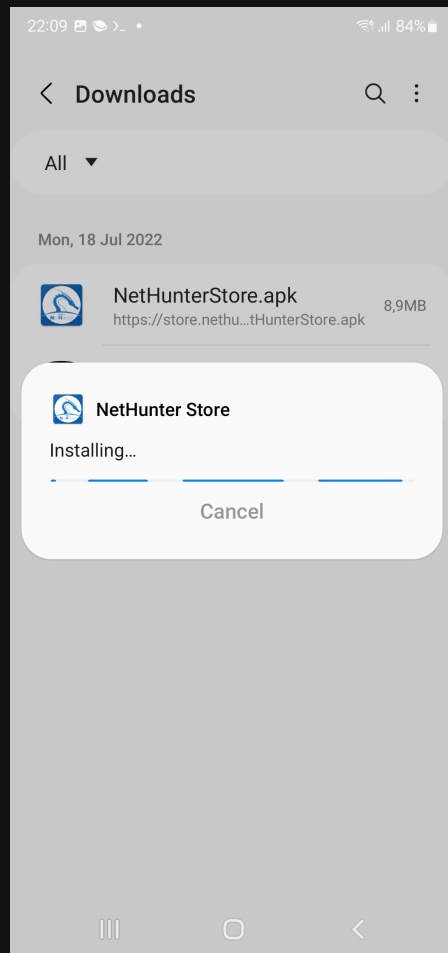 22:09
84%
Downloads
All
Mon, 18 Jul 2022
NetHunterStore.apk
8,9MB
https://store.nethu...tHunterStore.apk
NetHunter Store
Installing...
Cancel